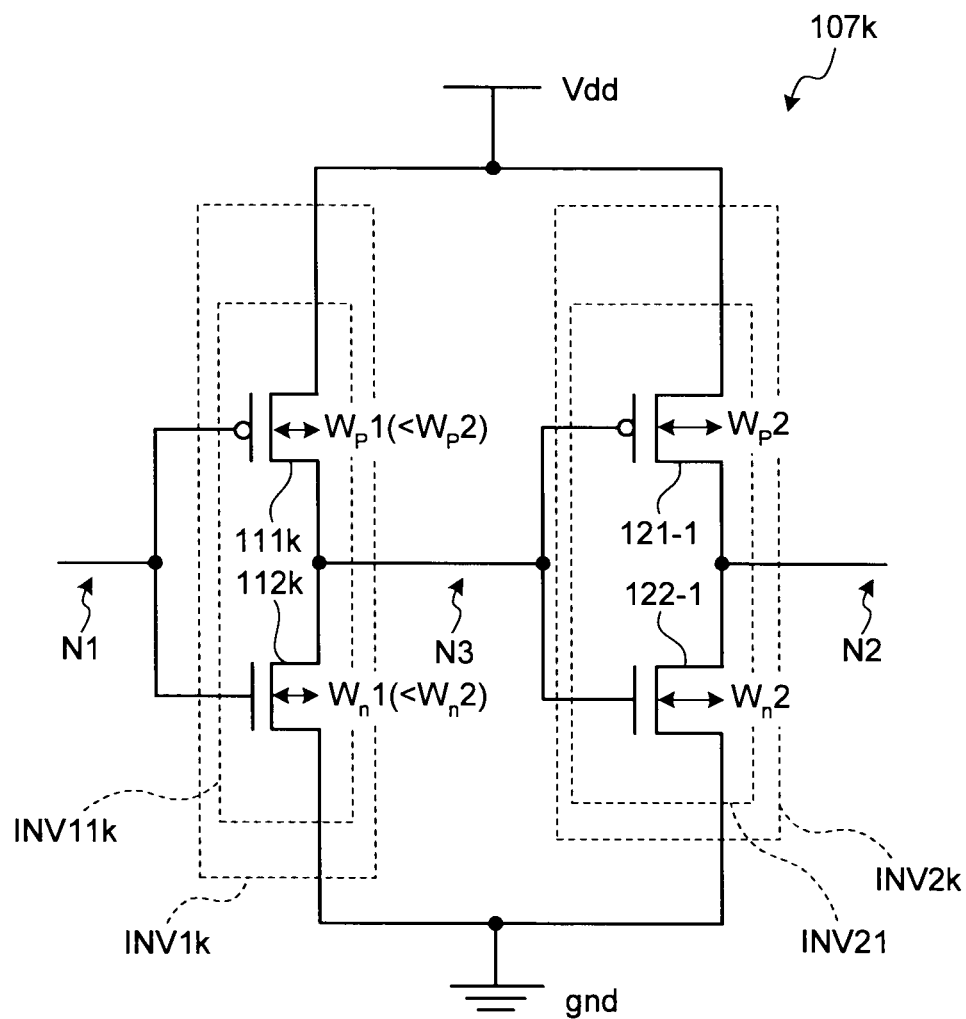 107k
Vdd
W_P1(<W_P2)
W_P2
111k
121-1
112k
122-1
N1
N3
N2
W_n1(<W_n2)
W_n2
INV11k
INV2k
INV1k
INV21
gnd